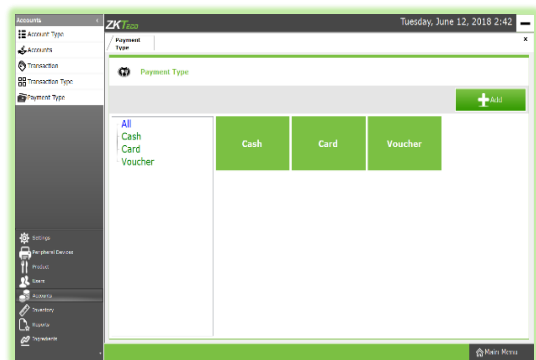 Accounts
Account Type
Accounts
Transaction
Transaction Type
Payment Type
Settings
Peripheral Devices
Product
Users
Accounts
Inventory
Reports
Ingredients
ZKTeco
Tuesday, June 12, 2018 2:42
Payment
Type
x
Payment Type
Add
All
Cash
Card
Voucher
Cash
Card
Voucher
Main Menu